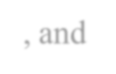 , and